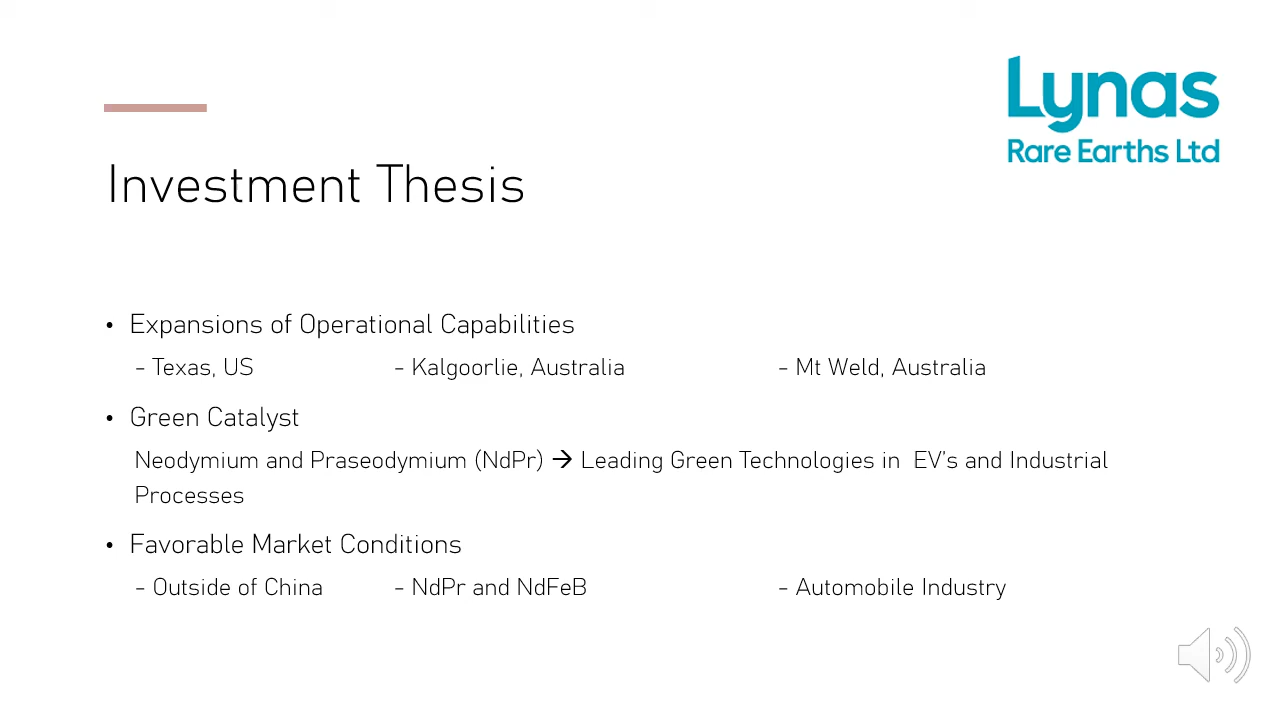 Lynas
Rare Earths Ltd
Investment Thesis
• Expansions of Operational Capabilities
- Texas, US - Kalgoorlie, Australia - Mt Weld, Australia
• Green Catalyst
Neodymium and Praseodymium (NdPr) → Leading Green Technologies in EV's and Industrial
Processes
• Favorable Market Conditions
- Outside of China - NdPr and NdFeB - Automobile Industry